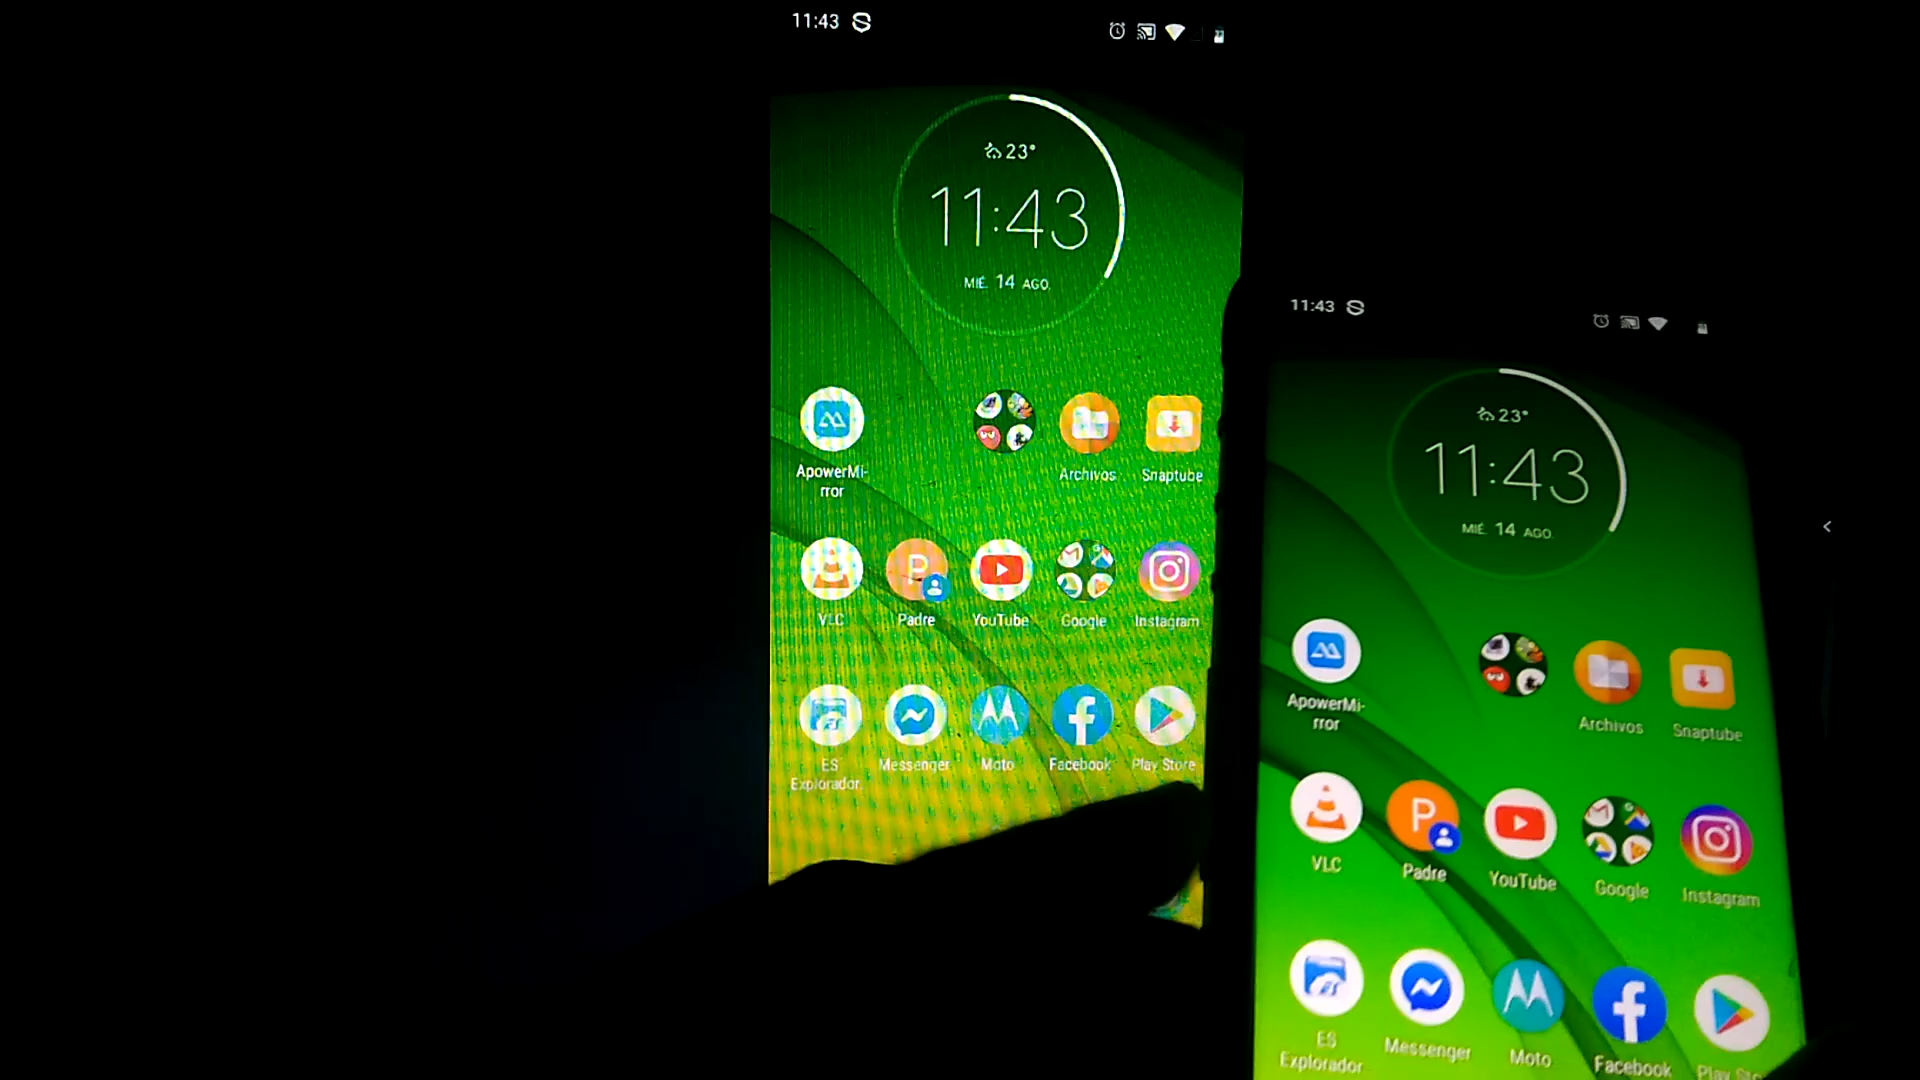 11:43
23°
11:43
MIÉ. 14 AGO.
ApowerMi-
rror
Archivos
Snaptube
VLC
Padre
YouTube
Google
Instagram
ES
Explorador
Messenger
Moto
Facebook
Play Store
11:43
23°
11:43
MIÉ. 14 AGO.
ApowerMi-
rror
Archivos
Snaptube
VLC
P
Padre
YouTube
Google
Instagram
ES
Explorador
Messenger
Moto
Facebook
Play Sto